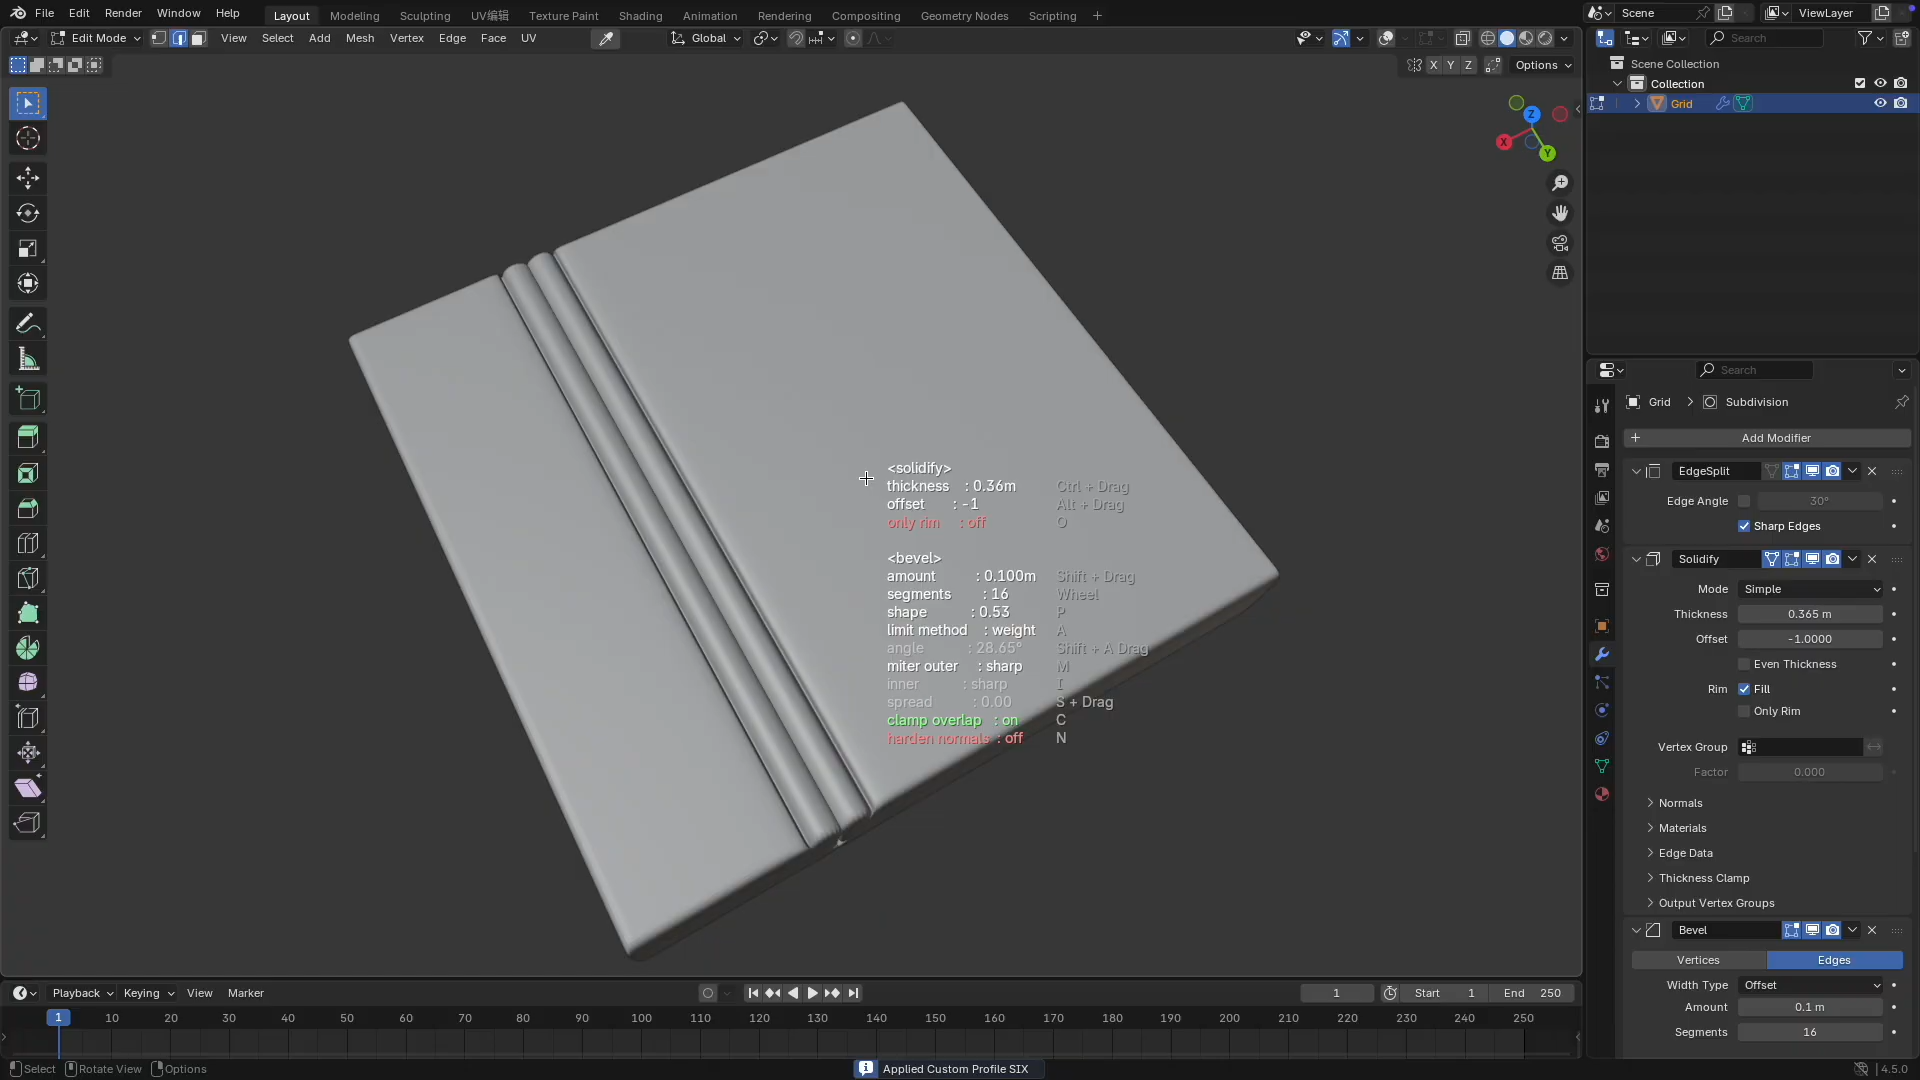 File Edit Render Window Help Layout Modeling Sculpting UV编辑 Texture Paint Shading Animation Rendering Compositing Geometry Nodes Scripting + Scene ViewLayer
Edit Mode View Select Add Mesh Vertex Edge Face UV Global Search
X Y Z Options
Scene Collection
Collection
Grid
Z
X
Y
Search
Grid > Subdivision
+ Add Modifier
EdgeSplit
Edge Angle 30°
Sharp Edges
Solidify
Mode Simple
Thickness 0.365 m
Offset -1.0000
Even Thickness
Rim Fill
Only Rim
Vertex Group
Factor 0.000
Normals
Materials
Edge Data
Thickness Clamp
Output Vertex Groups
Bevel
Vertices Edges
Width Type Offset
Amount 0.1 m
Segments 16
<solidify>
thickness : 0.36m Ctrl + Drag
offset : -1 Alt + Drag
only rim : off O
<bevel>
amount : 0.100m Shift + Drag
segments : 16 Wheel
shape : 0.53 P
limit method : weight A
angle : 28.65° Shift + A Drag
miter outer : sharp M
inner : sharp I
spread : 0.00 S + Drag
clamp overlap : on C
harden normals : off N
Playback Keying View Marker 1 Start 1 End 250
1 10 20 30 40 50 60 70 80 90 100 110 120 130 140 150 160 170 180 190 200 210 220 230 240 250
Select Rotate View Options Applied Custom Profile SIX 4.5.0